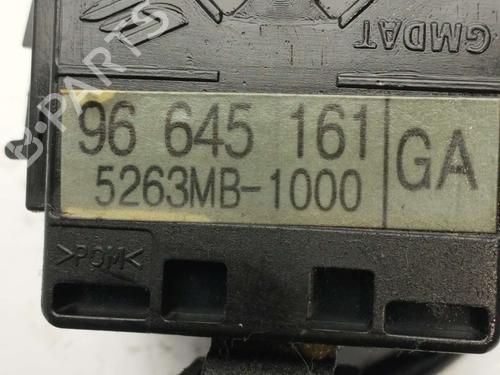 GMDAT
96 645 161
GA
5263MB-1000
>POM<
B-PARTS